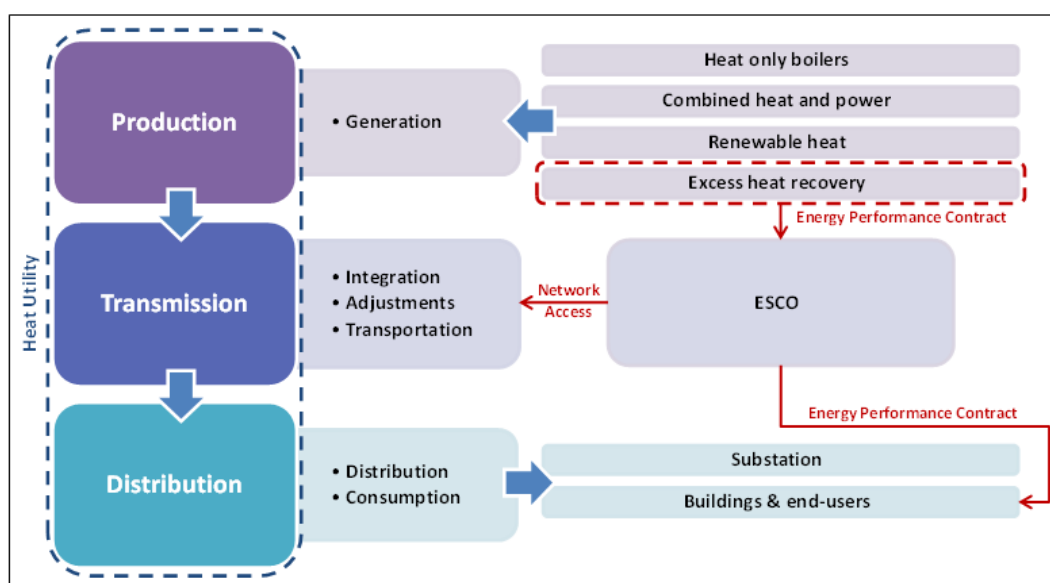 Heat Utility
Production
• Generation
Heat only boilers
Combined heat and power
Renewable heat
Excess heat recovery
Energy Performance Contract
Transmission
• Integration
• Adjustments
• Transportation
Network
Access
ESCO
Energy Performance Contract
Distribution
• Distribution
• Consumption
Substation
Buildings & end-users